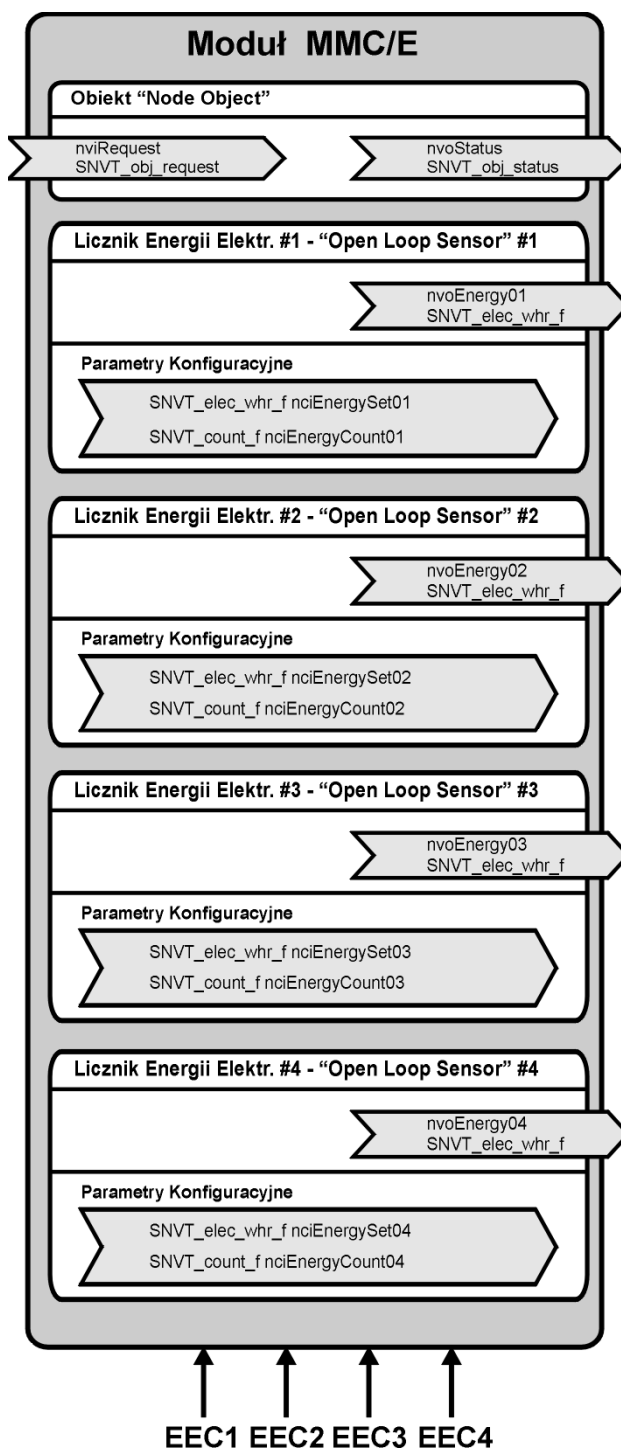 Moduł MMC/E
Obiekt “Node Object”
nviRequest
SNVT_obj_request
nvoStatus
SNVT_obj_status
Licznik Energii Elektr. #1 - “Open Loop Sensor” #1
nvoEnergy01
SNVT_elec_whr_f
Parametry Konfiguracyjne
SNVT_elec_whr_f nciEnergySet01
SNVT_count_f nciEnergyCount01
Licznik Energii Elektr. #2 - “Open Loop Sensor” #2
nvoEnergy02
SNVT_elec_whr_f
Parametry Konfiguracyjne
SNVT_elec_whr_f nciEnergySet02
SNVT_count_f nciEnergyCount02
Licznik Energii Elektr. #3 - “Open Loop Sensor” #3
nvoEnergy03
SNVT_elec_whr_f
Parametry Konfiguracyjne
SNVT_elec_whr_f nciEnergySet03
SNVT_count_f nciEnergyCount03
Licznik Energii Elektr. #4 - “Open Loop Sensor” #4
nvoEnergy04
SNVT_elec_whr_f
Parametry Konfiguracyjne
SNVT_elec_whr_f nciEnergySet04
SNVT_count_f nciEnergyCount04
EEC1 EEC2 EEC3 EEC4